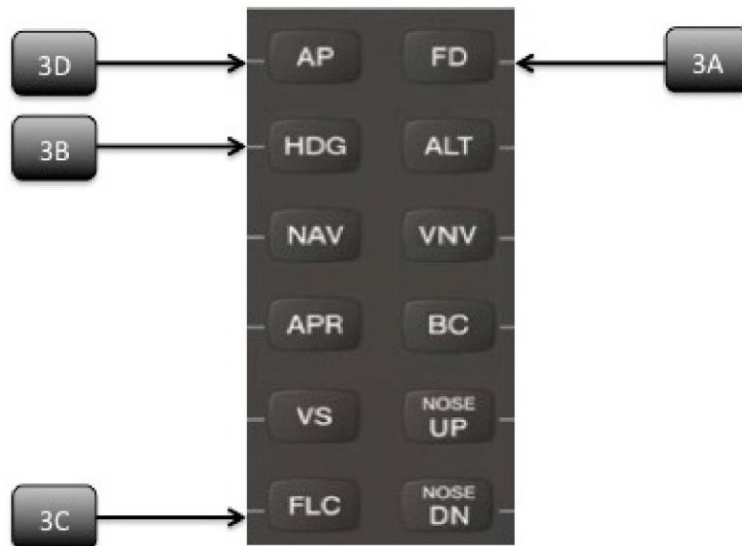 3D AP FD 3A
3B HDG ALT
NAV VNV
APR BC
VS NOSE UP
3C FLC NOSE DN